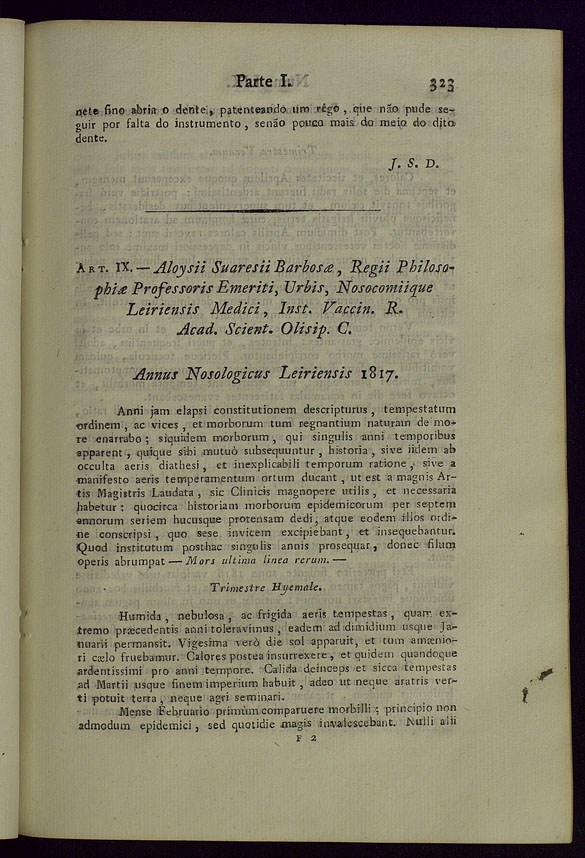 Parte I. 323
nete fino abria o dente, patenteando um rêgo, que não pude se-
guir por falta do instrumento, senão pouco mais do meio do dito
dente.
J. S. D.
ART. IX. — Aloysii Suaresii Barbosæ, Regii Philoso-
phiæ Professoris Emeriti, Urbis, Nosocomiique
Leiriensis Medici, Inst. Vaccin. R.
Acad. Scient. Olisip. C.
Annus Nosologicus Leiriensis 1817.
Anni jam elapsi constitutionem descripturus, tempestatum
ordinem, ac vices, et morborum tum regnantium naturam de mo-
re enarrabo; siquidem morborum, qui singulis anni temporibus
apparent, quique sibi mutuò subsequuntur, historia, sive iidem ab
occulta aeris diathesi, et inexplicabili temporum ratione, sive a
manifesto aeris temperamentum ortum ducant, ut est a magnis Ar-
tis Magistris Laudata, sic Clinicis magnopere utilis, et necessaria
habetur: quocirca historiam morborum epidemicorum per septem
annorum seriem hucusque protensam dedi, atque eodem illos ordi-
ne conscripsi, quo sese invicem excipiebant, et insequebantur.
Quod institutum posthac singulis annis prosequar, donec filum
operis abrumpat — Mors ultima linea rerum. —
Trimestre Hyemale.
Humida, nebulosa, ac frigida aeris tempestas, quam ex-
tremo præcedentis anni toleravimus, eadem ad dimidium usque Ja-
nuarii permansit. Vigesima verò die sol apparuit, et tum amænio-
ri cælo fruebamur. Calores postea insurrexere, et quidem quandoque
ardentissimi pro anni tempore. Calida deinceps et sicca tempestas
ad Martii usque finem imperium habuit, adeo ut neque aratris ver-
ti potuit terra, neque agri seminari.
Mense Februario primùm comparuere morbilli; principio non
admodum epidemici, sed quotidie magis invalescebant. Nulli alii
F 2